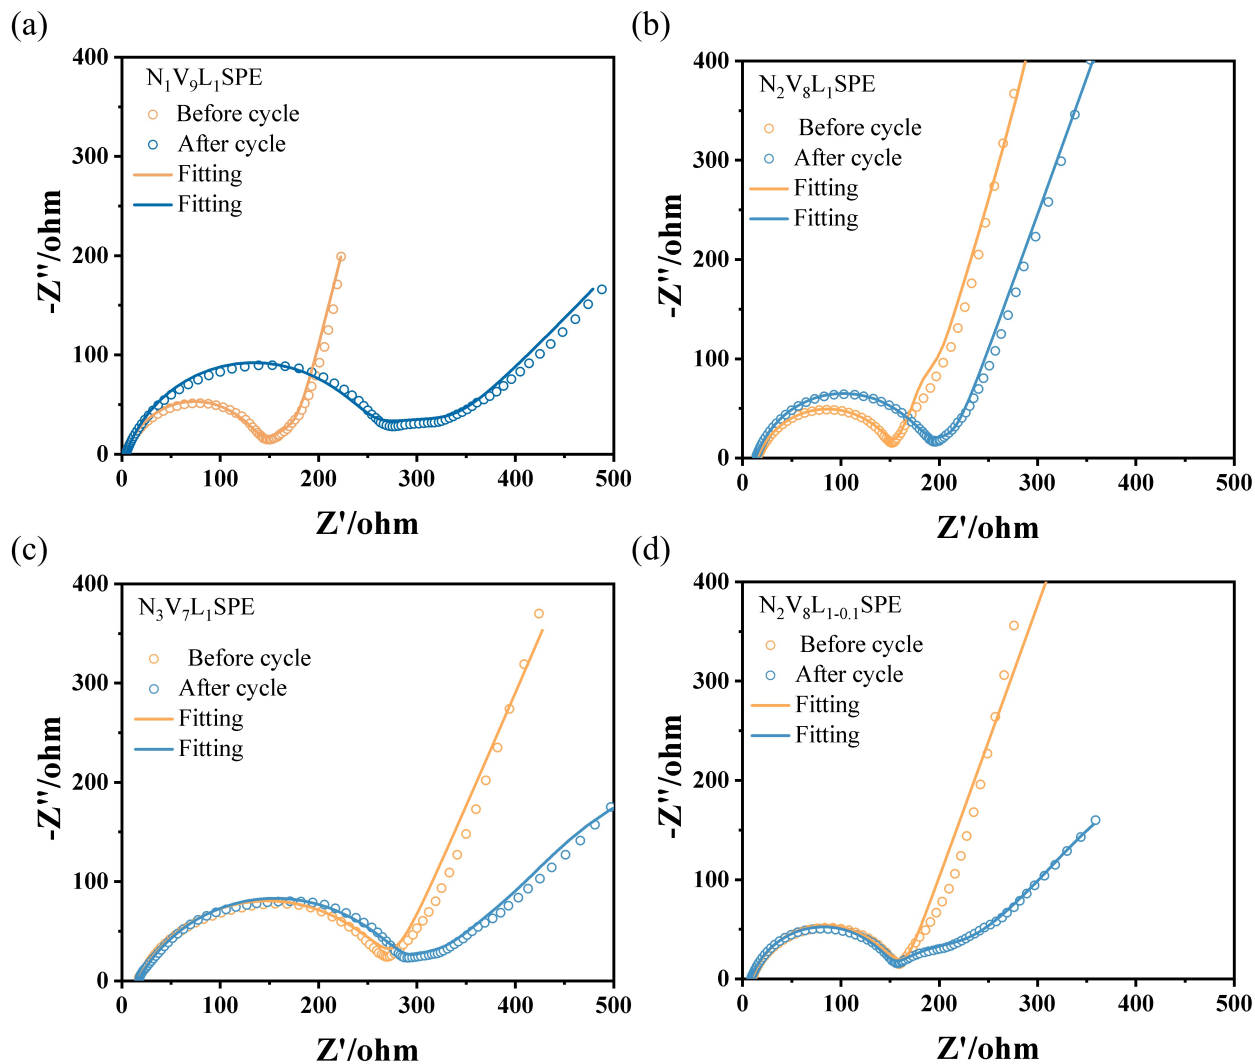 (a)
N₁V₉L₁SPE
Before cycle
After cycle
Fitting
Fitting
400
300
200
100
0
0 100 200 300 400 500
-Z"/ohm
Z'/ohm
(b)
N₂V₈L₁SPE
Before cycle
After cycle
Fitting
Fitting
400
300
200
100
0
0 100 200 300 400 500
-Z"/ohm
Z'/ohm
(c)
N₃V₇L₁SPE
Before cycle
After cycle
Fitting
Fitting
400
300
200
100
0
0 100 200 300 400 500
-Z"/ohm
Z'/ohm
(d)
N₂V₈L₁₋₀.₁SPE
Before cycle
After cycle
Fitting
Fitting
400
300
200
100
0
0 100 200 300 400 500
-Z"/ohm
Z'/ohm